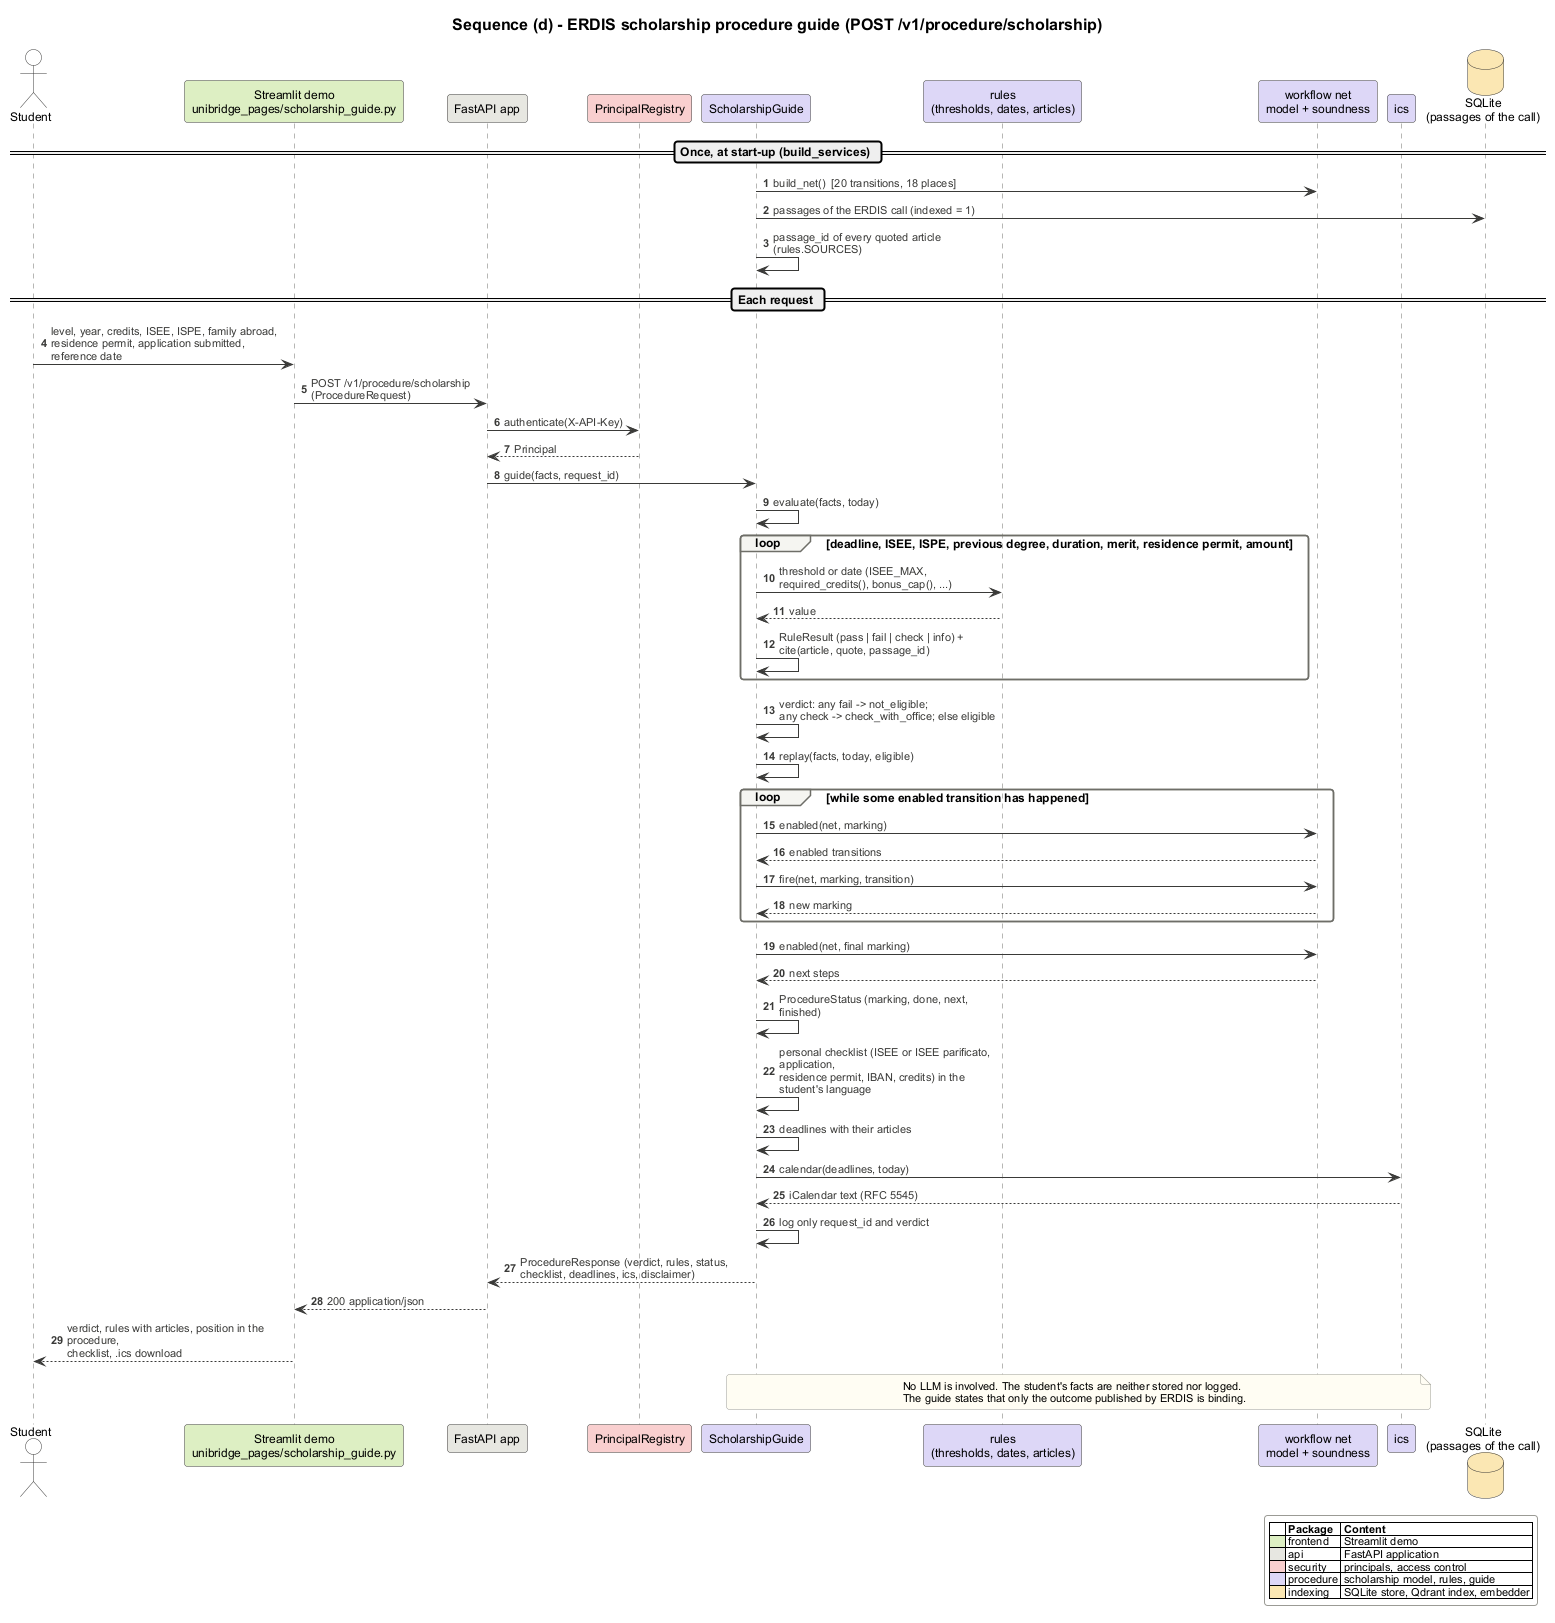 Sequence (d) - ERDIS scholarship procedure guide (POST /v1/procedure/scholarship)
Student
Streamlit demo
unibridge_pages/scholarship_guide.py
FastAPI app
PrincipalRegistry
ScholarshipGuide
rules
(thresholds, dates, articles)
workflow net
model + soundness
ics
SQLite
(passages of the call)
Once, at start-up (build_services)
1 build_net() [20 transitions, 18 places]
2 passages of the ERDIS call (indexed = 1)
3 passage_id of every quoted article
(rules.SOURCES)
Each request
4 level, year, credits, ISEE, ISPE, family abroad,
residence permit, application submitted,
reference date
5 POST /v1/procedure/scholarship
(ProcedureRequest)
6 authenticate(X-API-Key)
7 Principal
8 guide(facts, request_id)
9 evaluate(facts, today)
loop [deadline, ISEE, ISPE, previous degree, duration, merit, residence permit, amount]
10 threshold or date (ISEE_MAX,
required_credits(), bonus_cap(), ...)
11 value
12 RuleResult (pass | fail | check | info) +
cite(article, quote, passage_id)
13 verdict: any fail -> not_eligible;
any check -> check_with_office; else eligible
14 replay(facts, today, eligible)
loop [while some enabled transition has happened]
15 enabled(net, marking)
16 enabled transitions
17 fire(net, marking, transition)
18 new marking
19 enabled(net, final marking)
20 next steps
21 ProcedureStatus (marking, done, next,
finished)
22 personal checklist (ISEE or ISEE parificato,
application,
residence permit, IBAN, credits) in the
student's language
23 deadlines with their articles
24 calendar(deadlines, today)
25 iCalendar text (RFC 5545)
26 log only request_id and verdict
27 ProcedureResponse (verdict, rules, status,
checklist, deadlines, ics, disclaimer)
28 200 application/json
29 verdict, rules with articles, position in the
procedure,
checklist, .ics download
No LLM is involved. The student's facts are neither stored nor logged.
The guide states that only the outcome published by ERDIS is binding.
Student
Streamlit demo
unibridge_pages/scholarship_guide.py
FastAPI app
PrincipalRegistry
ScholarshipGuide
rules
(thresholds, dates, articles)
workflow net
model + soundness
ics
SQLite
(passages of the call)
Package Content
frontend Streamlit demo
api FastAPI application
security principals, access control
procedure scholarship model, rules, guide
indexing SQLite store, Qdrant index, embedder